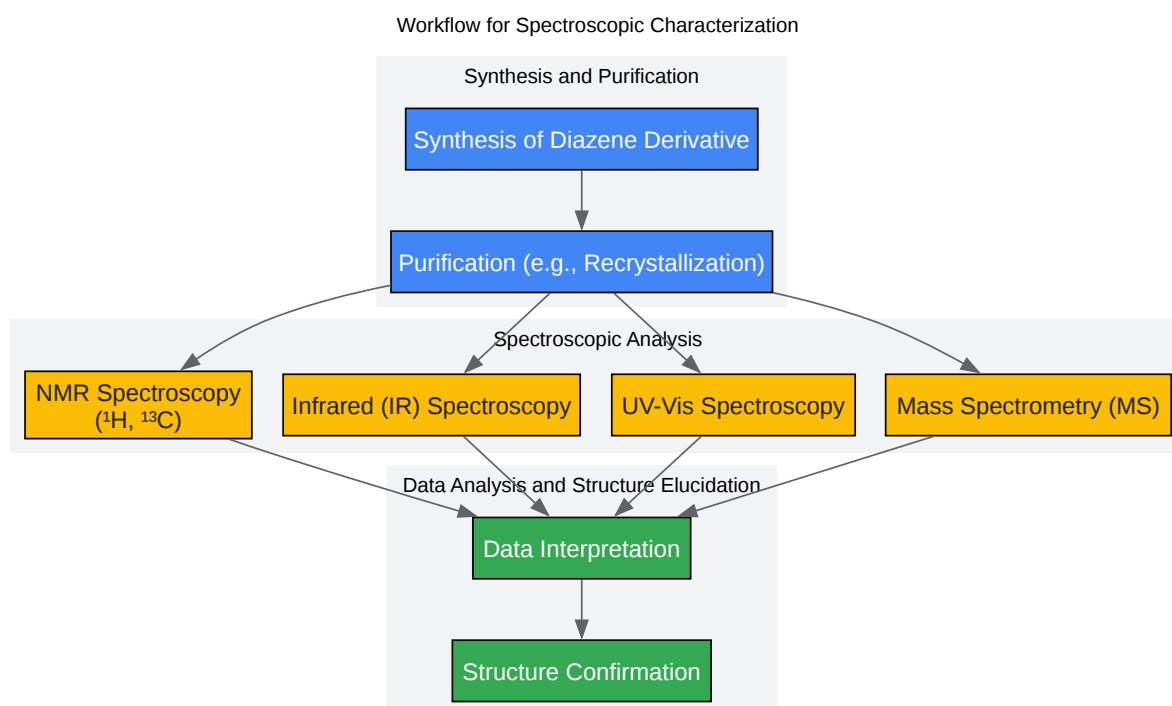 Workflow for Spectroscopic Characterization
Synthesis and Purification
Synthesis of Diazene Derivative
Purification (e.g., Recrystallization)
Spectroscopic Analysis
NMR Spectroscopy
(¹H, ¹³C)
Infrared (IR) Spectroscopy
UV-Vis Spectroscopy
Mass Spectrometry (MS)
Data Analysis and Structure Elucidation
Data Interpretation
Structure Confirmation